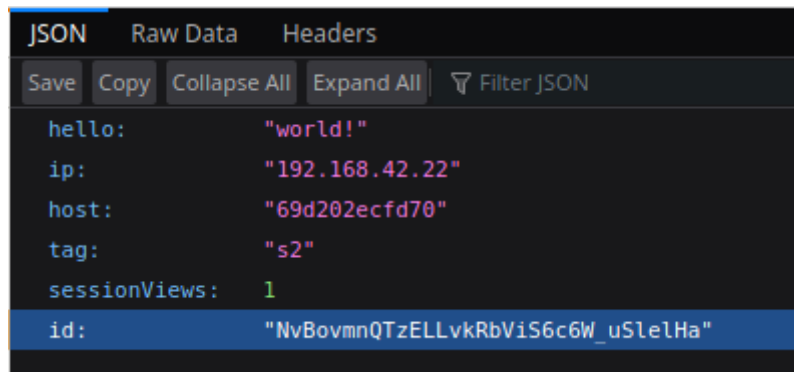 JSON Raw Data Headers
Save Copy Collapse All Expand All Filter JSON
hello: "world!"
ip: "192.168.42.22"
host: "69d202ecfd70"
tag: "s2"
sessionViews: 1
id: "NvBovmnQTzELLvkRbViS6c6W_uSlelHa"